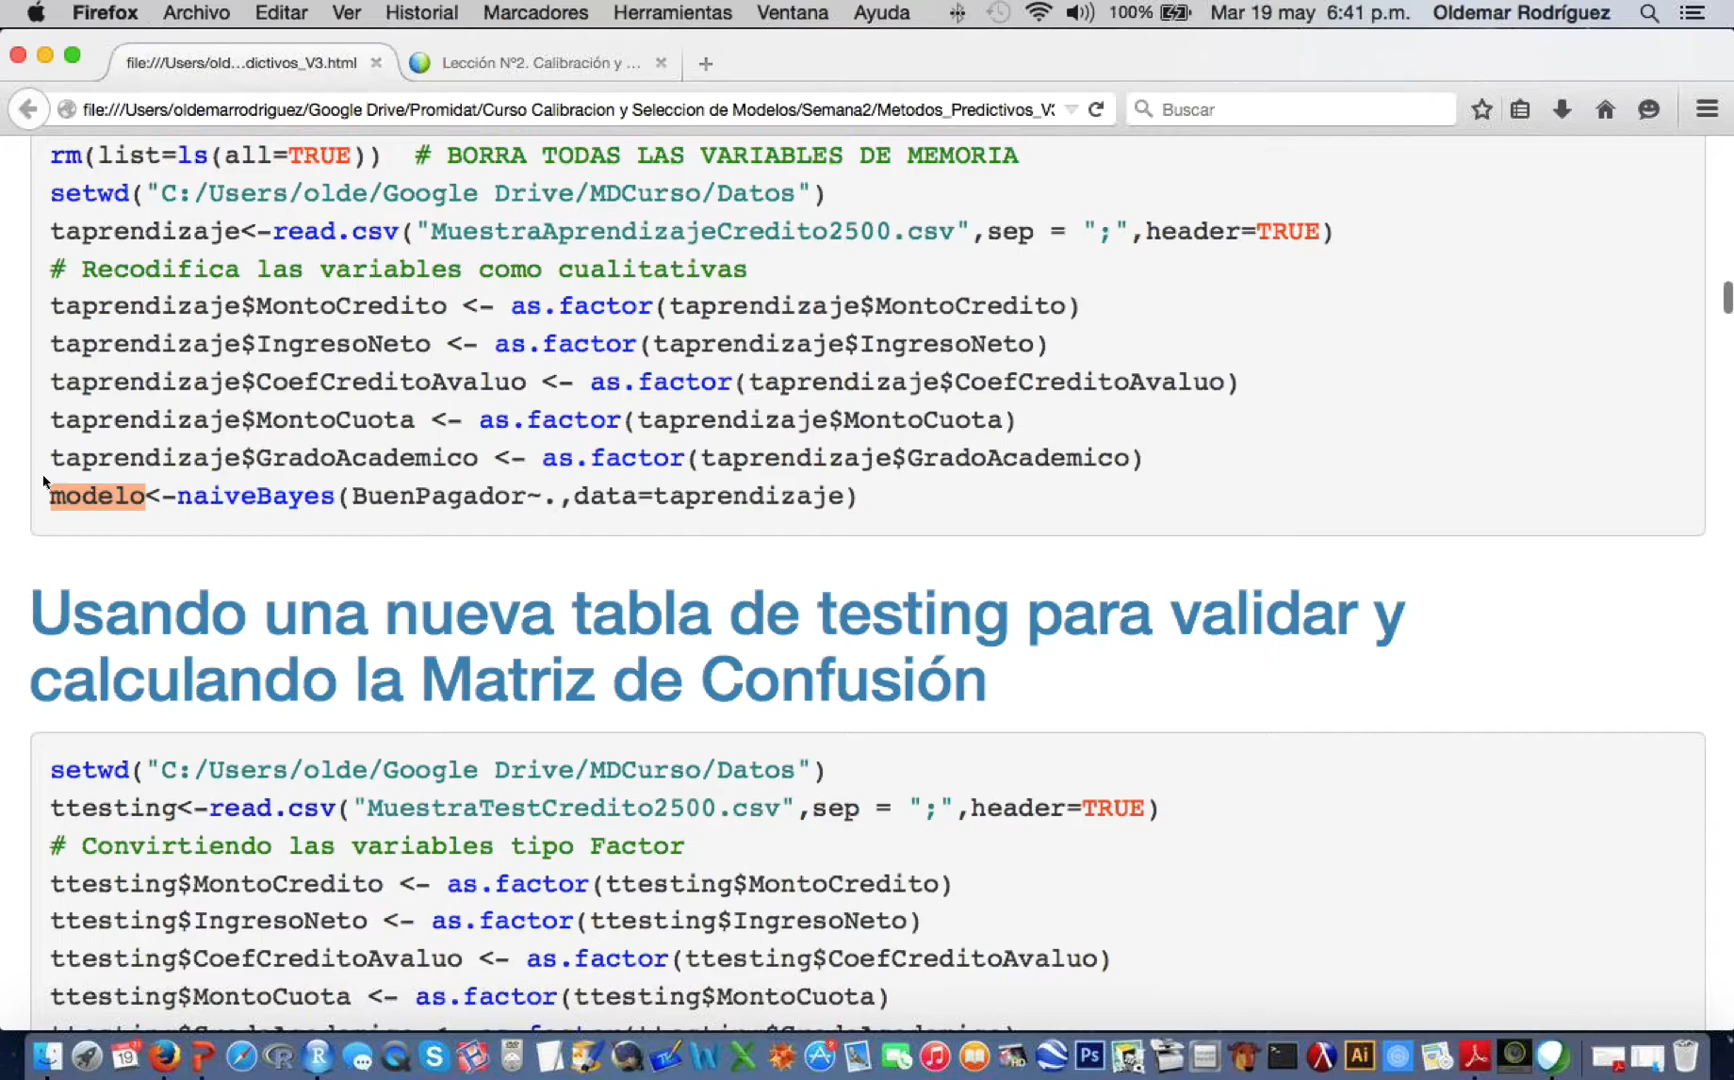 Firefox Archivo Editar Ver Historial Marcadores Herramientas Ventana Ayuda 100% Mar 19 may 6:41 p.m. Oldemar Rodríguez
file:///Users/old...dictivos_V3.html Lección Nº2. Calibración y ...
file:///Users/oldemarrodriguez/Google Drive/Promidat/Curso Calibracion y Seleccion de Modelos/Semana2/Metodos_Predictivos_V: Buscar
rm(list=ls(all=TRUE)) # BORRA TODAS LAS VARIABLES DE MEMORIA
setwd("C:/Users/olde/Google Drive/MDCurso/Datos")
taprendizaje<-read.csv("MuestraAprendizajeCredito2500.csv",sep = ";",header=TRUE)
# Recodifica las variables como cualitativas
taprendizaje$MontoCredito <- as.factor(taprendizaje$MontoCredito)
taprendizaje$IngresoNeto <- as.factor(taprendizaje$IngresoNeto)
taprendizaje$CoefCreditoAvaluo <- as.factor(taprendizaje$CoefCreditoAvaluo)
taprendizaje$MontoCuota <- as.factor(taprendizaje$MontoCuota)
taprendizaje$GradoAcademico <- as.factor(taprendizaje$GradoAcademico)
modelo<-naiveBayes(BuenPagador~.,data=taprendizaje)
Usando una nueva tabla de testing para validar y
calculando la Matriz de Confusión
setwd("C:/Users/olde/Google Drive/MDCurso/Datos")
ttesting<-read.csv("MuestraTestCredito2500.csv",sep = ";",header=TRUE)
# Convirtiendo las variables tipo Factor
ttesting$MontoCredito <- as.factor(ttesting$MontoCredito)
ttesting$IngresoNeto <- as.factor(ttesting$IngresoNeto)
ttesting$CoefCreditoAvaluo <- as.factor(ttesting$CoefCreditoAvaluo)
ttesting$MontoCuota <- as.factor(ttesting$MontoCuota)